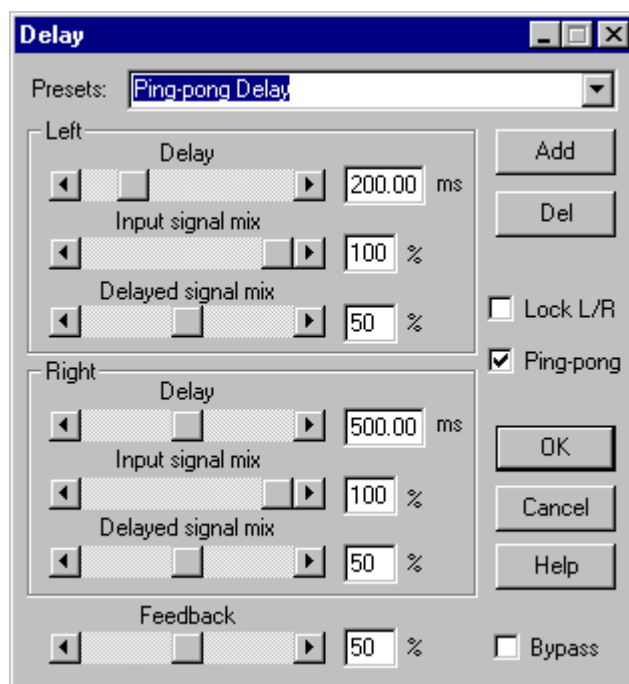 Delay
Presets: Ping-pong Delay
Left
Delay
200.00 ms
Input signal mix
100 %
Delayed signal mix
50 %
Right
Delay
500.00 ms
Input signal mix
100 %
Delayed signal mix
50 %
Feedback
50 %
Add
Del
Lock L/R
Ping-pong
OK
Cancel
Help
Bypass